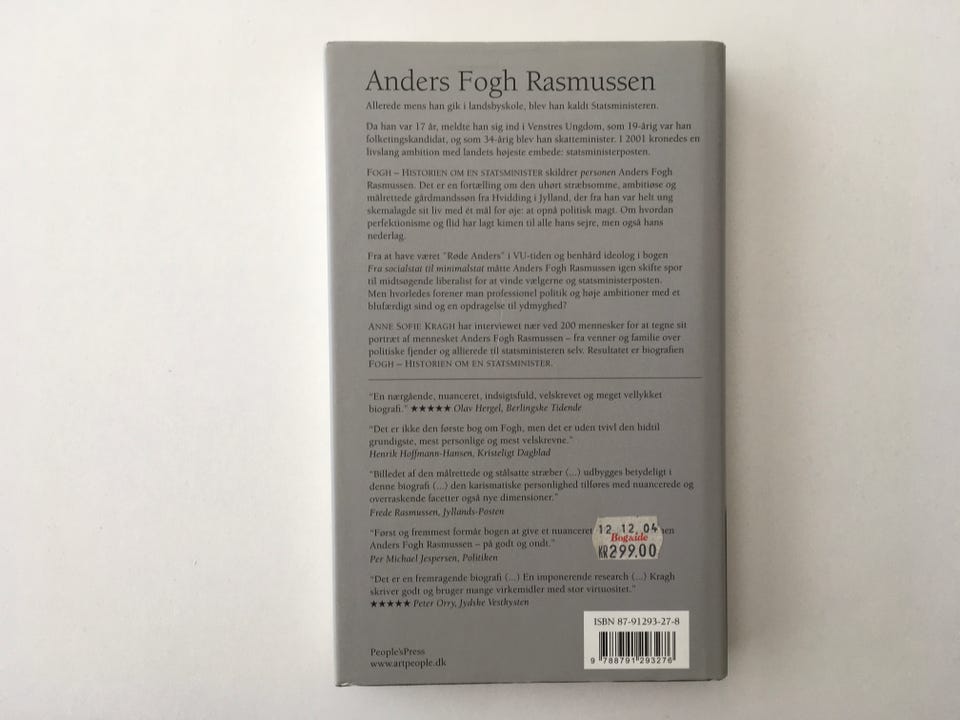 Anders Fogh Rasmussen
Allerede mens han gik i landsbyskole, blev han kaldt Statsministeren.
Da han var 17 år, meldte han sig ind i Venstres Ungdom, som 19-årig var han
folketingskandidat, og som 34-årig blev han skatteminister. I 2001 kronedes en
livslang ambition med landets højeste embede: statsministerposten.
FOGH – HISTORIEN OM EN STATSMINISTER skildrer personen Anders Fogh
Rasmussen. Det er en fortælling om den uhørt stræbsomme, ambitiøse og
målrettede gårdmandssøn fra Hvidding i Jylland, der fra han var helt ung
skemalagde sit liv med ét mål for øje: at opnå politisk magt. Om hvordan
perfektionisme og flid har lagt kimen til alle hans sejre, men også hans
nederlag.
Fra at have været "Røde Anders" i VU-tiden og benhård ideolog i bogen
Fra socialstat til minimalstat måtte Anders Fogh Rasmussen igen skifte spor
til midtsøgende liberalist for at vinde vælgerne og statsministerposten.
Men hvorledes forener man professionel politik og høje ambitioner med et
blufærdigt sind og en opdragelse til ydmyghed?
ANNE SOFIE KRAGH har interviewet nær ved 200 mennesker for at tegne sit
portræt af mennesket Anders Fogh Rasmussen – fra venner og familie over
politiske fjender og allierede til statsministeren selv. Resultatet er biografien
FOGH – HISTORIEN OM EN STATSMINISTER.
"En nærgående, nuanceret, indsigtsfuld, velskrevet og meget vellykket
biografi." ★★★★★ Olav Hergel, Berlingske Tidende
"Det er ikke den første bog om Fogh, men det er uden tvivl den hidtil
grundigste, mest personlige og mest velskrevne."
Henrik Hoffmann-Hansen, Kristeligt Dagblad
"Billedet af den målrettede og stålsatte stræber (...) udbygges betydeligt i
denne biografi (...) den karismatiske personlighed tilføres med nuancerede og
overraskende facetter også nye dimensioner."
Frede Rasmussen, Jyllands-Posten
"Først og fremmest formår bogen at give et nuanceret
Anders Fogh Rasmussen – på godt og ondt."
Per Michael Jespersen, Politiken
12 12 04
Bog&ide
KR299.00
"Det er en fremragende biografi (...) En imponerende research (...) Kragh
skriver godt og bruger mange virkemidler med stor virtuositet."
★★★★★ Peter Orry, Jydske Vestkysten
ISBN 87-91293-27-8
9 788791 293276
People'sPress
www.artpeople.dk